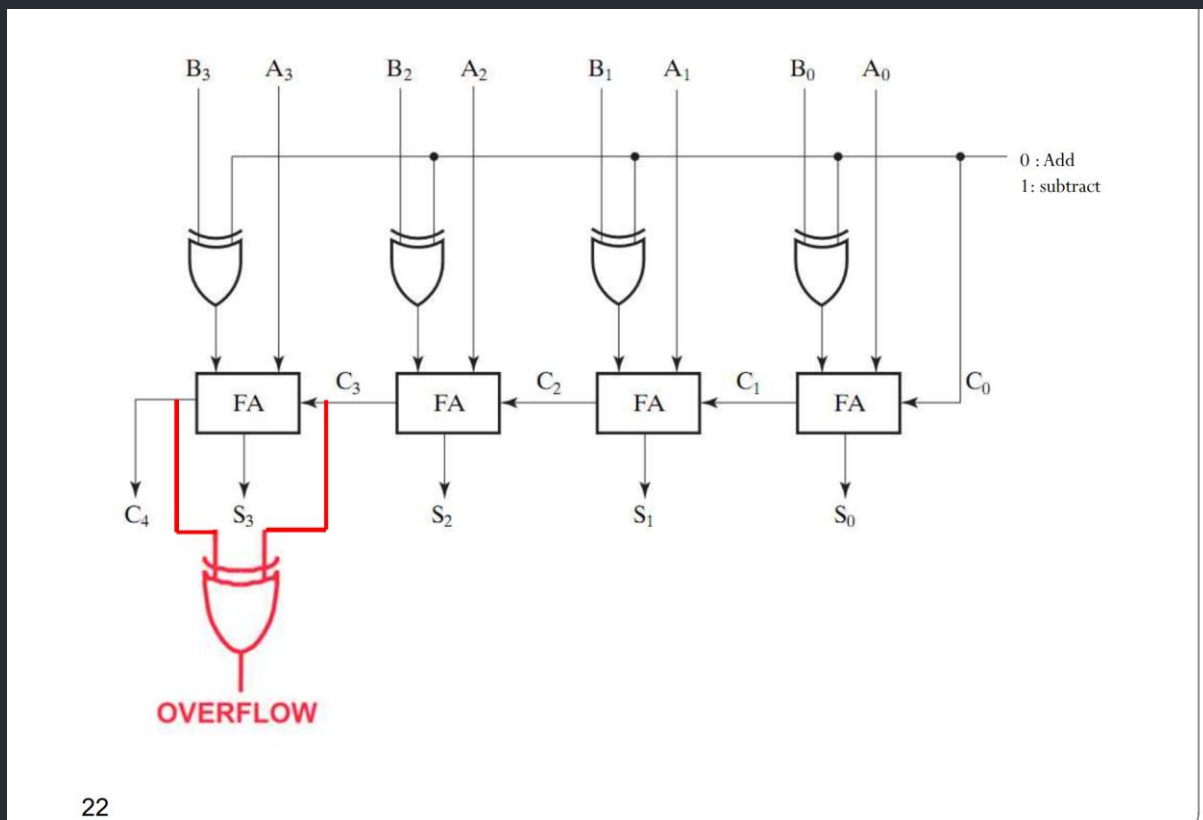 B₃ A₃ B₂ A₂ B₁ A₁ B₀ A₀
0 : Add
1: subtract
C₃ C₂ C₁ C₀
FA FA FA FA
C₄ S₃ S₂ S₁ S₀
OVERFLOW
22